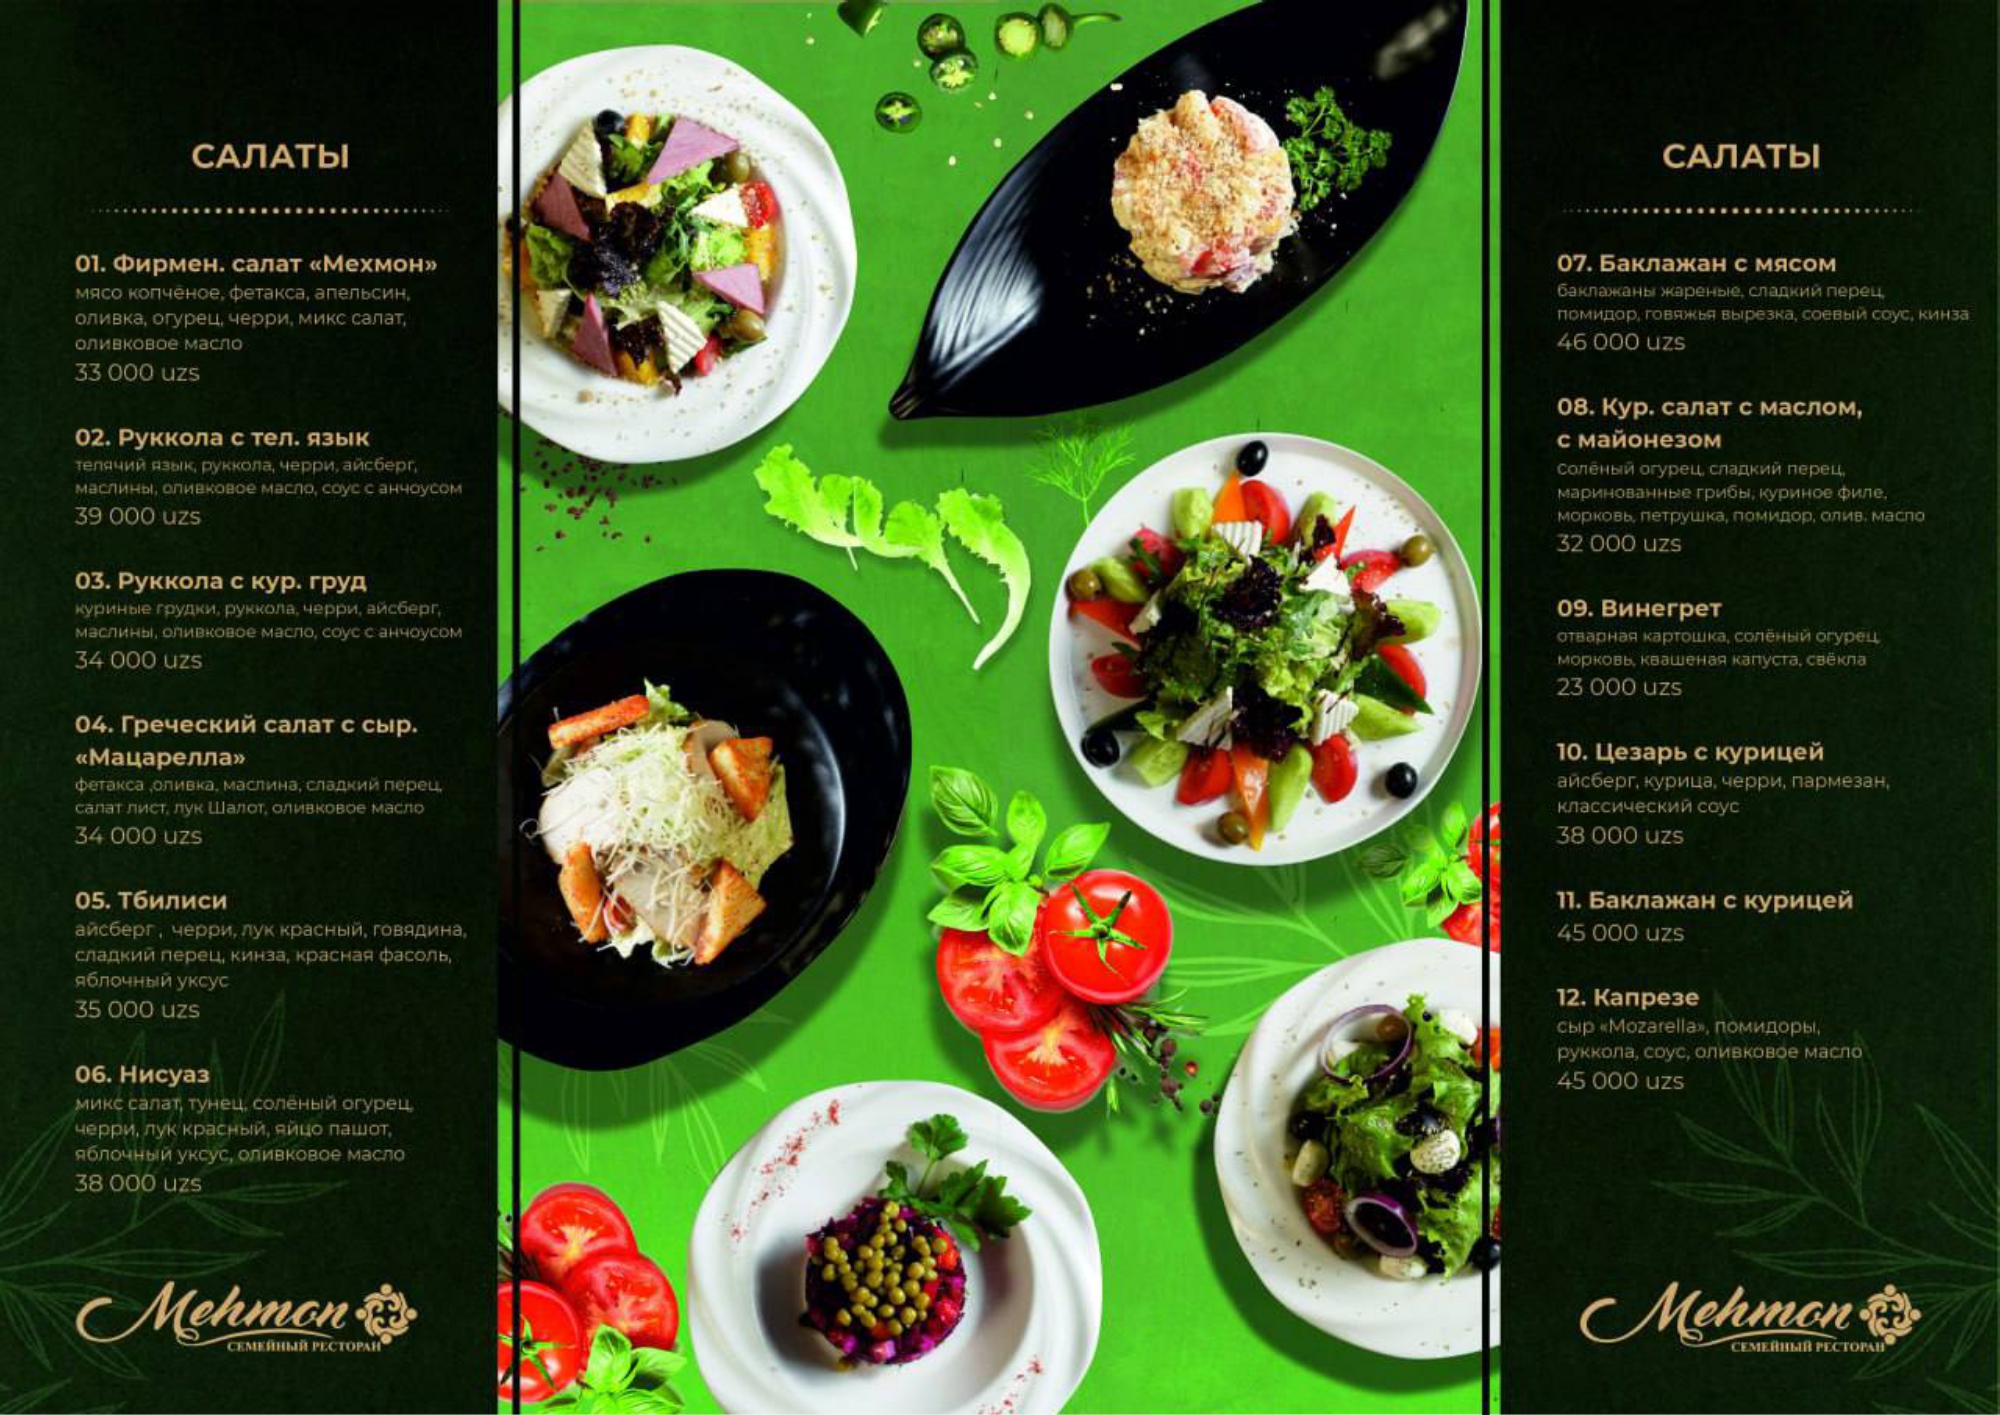 САЛАТЫ
01. Фирмен. салат «Мехмон»
мясо копчёное, фетакса, апельсин,
оливка, огурец, черри, микс салат,
оливковое масло
33 000 uzs
02. Руккола с тел. язык
телячий язык, руккола, черри, айсберг,
маслины, оливковое масло, соус с анчоусом
39 000 uzs
03. Руккола с кур. груд
куриные грудки, руккола, черри, айсберг,
маслины, оливковое масло, соус с анчоусом
34 000 uzs
04. Греческий салат с сыр.
«Мацарелла»
фетакса ,оливка, маслина, сладкий перец,
салат лист, лук Шалот, оливковое масло
34 000 uzs
05. Тбилиси
айсберг , черри, лук красный, говядина,
сладкий перец, кинза, красная фасоль,
яблочный уксус
35 000 uzs
06. Нисуаз
микс салат, тунец, солёный огурец,
черри, лук красный, яйцо пашот,
яблочный уксус, оливковое масло
38 000 uzs
Mehmon
СЕМЕЙНЫЙ РЕСТОРАН
САЛАТЫ
07. Баклажан с мясом
баклажаны жареные, сладкий перец,
помидор, говяжья вырезка, соевый соус, кинза
46 000 uzs
08. Кур. салат с маслом,
с майонезом
Солёный огурец, сладкий перец,
маринованные грибы, куриное филе,
морковь, петрушка, помидор, олив. масло
32 000 uzs
09. Винегрет
отварная картошка, солёный огурец,
морковь, квашеная капуста, свёкла
23 000 uzs
10. Цезарь с курицей
айсберг, курица, черри, пармезан,
классический соус
38 000 uzs
11. Баклажан с курицей
45 000 uzs
12. Капрезе
сыр «Mozarella», помидоры,
руккола, соус, оливковое масло
45 000 uzs
Mehmon
СЕМЕЙНЫЙ РЕСТОРАН